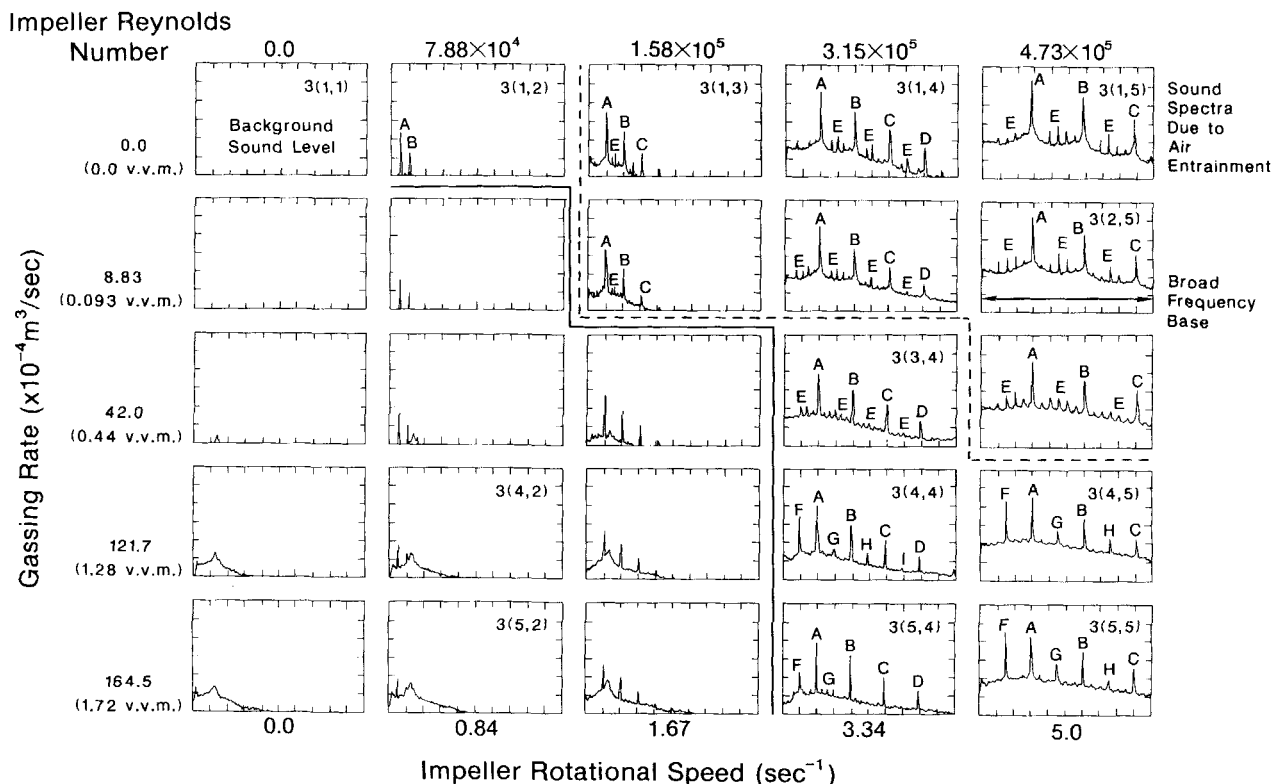 Impeller Reynolds
Number
0.0 7.88×10⁴ 1.58×10⁵ 3.15×10⁵ 4.73×10⁵
3(1,1)
Background
Sound Level
3(1,2)
A
B
3(1,3)
A
E
B
C
3(1,4)
A
E
B
E
C
E
D
3(1,5)
A
E
E
B
E
C
Sound
Spectra
Due to
Air
Entrainment
0.0
(0.0 v.v.m.)
A
E
B
C
A
E
E
B
E
C
E
D
3(2,5)
A
E
E
B
E
C
Broad
Frequency
Base
8.83
(0.093 v.v.m.)
3(3,4)
A
E
E
B
E
C
E
D
A
E
E
B
E
C
42.0
(0.44 v.v.m.)
3(4,2)
3(4,4)
F
A
G
B
H
C
I
D
3(4,5)
F
A
G
B
H
C
121.7
(1.28 v.v.m.)
3(5,2)
3(5,4)
F
A
G
B
C
D
3(5,5)
F
A
G
B
H
C
164.5
(1.72 v.v.m.)
Gassing Rate (x10⁻⁴m³/sec)
0.0 0.84 1.67 3.34 5.0
Impeller Rotational Speed (sec⁻¹)